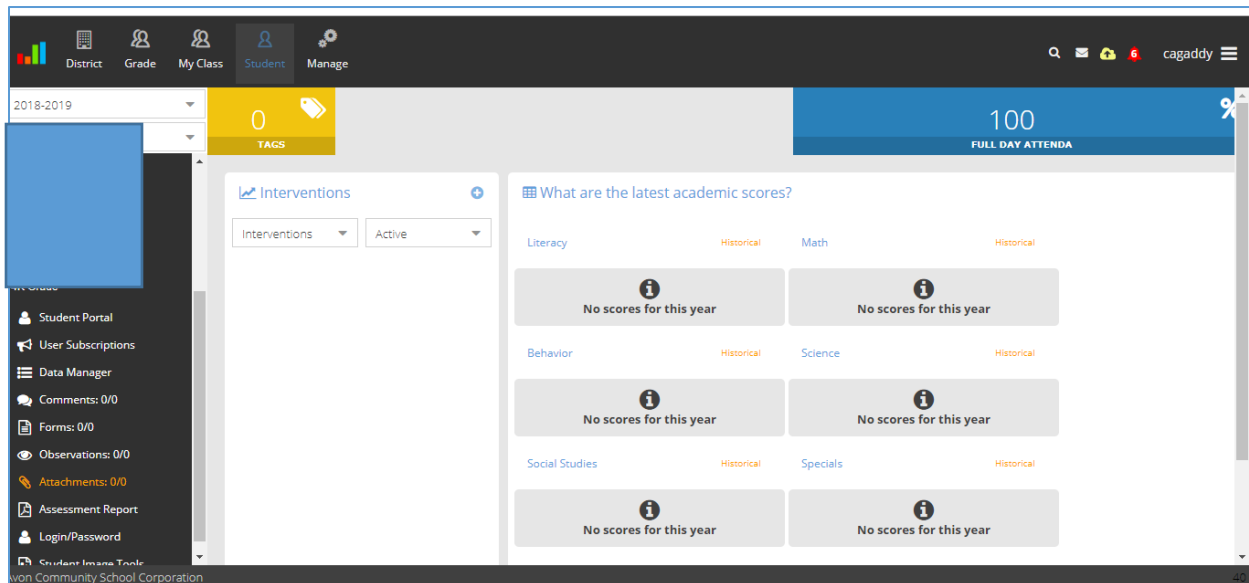 District Grade My Class Student Manage
6 cagaddy
2018-2019
0
TAGS
100
%
FULL DAY ATTENDA
Interventions
Interventions Active
What are the latest academic scores?
Literacy Historical Math Historical
No scores for this year No scores for this year
Behavior Historical Science Historical
No scores for this year No scores for this year
Social Studies Historical Specials Historical
No scores for this year No scores for this year
Student Portal
User Subscriptions
Data Manager
Comments: 0/0
Forms: 0/0
Observations: 0/0
Attachments: 0/0
Assessment Report
Login/Password
Student Image Tools
Avon Community School Corporation